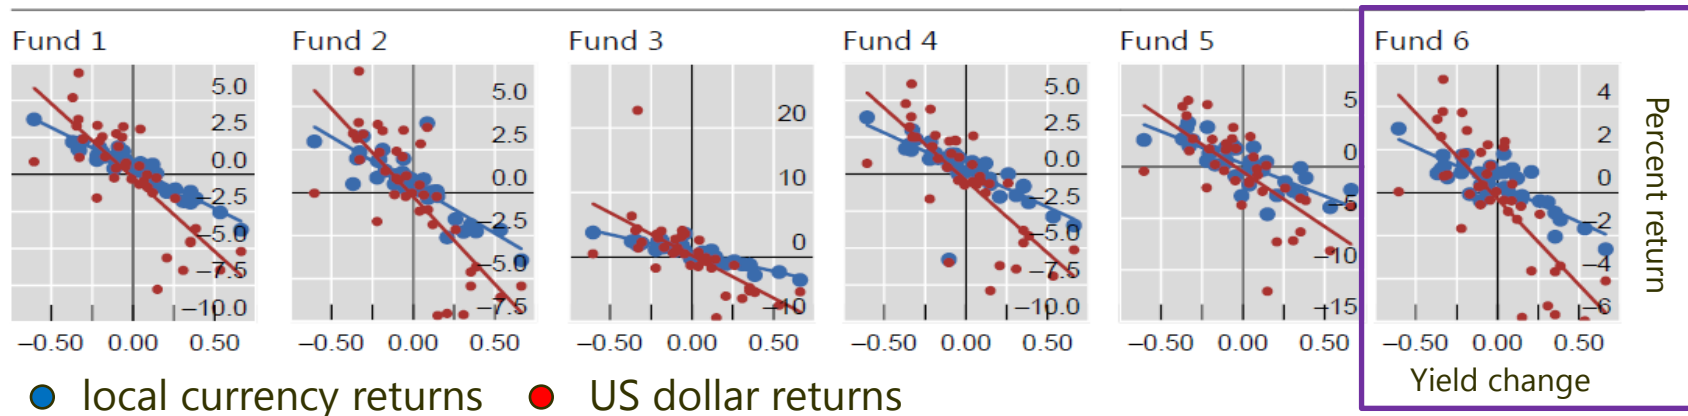 Fund 1
5.0
2.5
0.0
−2.5
−5.0
−7.5
−10.0
−0.50 0.00 0.50
Fund 2
5.0
2.5
0.0
−2.5
−5.0
−7.5
−0.50 0.00 0.50
Fund 3
20
10
0
−10
−0.50 0.00 0.50
Fund 4
5.0
2.5
0.0
−2.5
−5.0
−7.5
−10.0
−0.50 0.00 0.50
Fund 5
5
0
−5
−10
−15
−0.50 0.00 0.50
Fund 6
4
2
0
−2
−4
−6
−0.50 0.00 0.50
Yield change
Percent return
local currency returns
US dollar returns